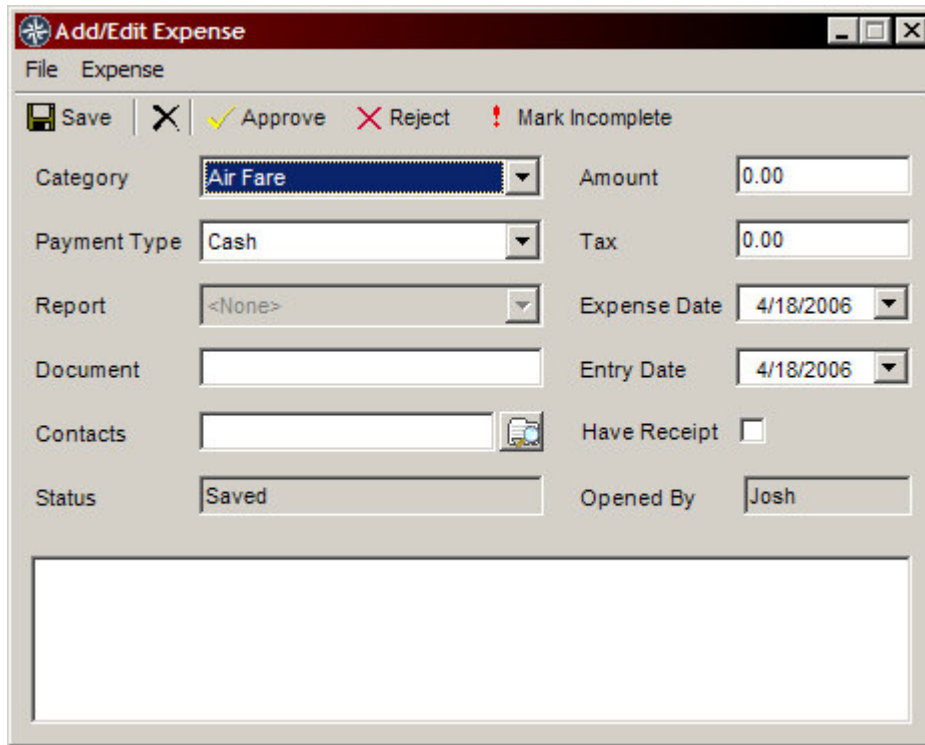 Add/Edit Expense
File Expense
Save Approve Reject Mark Incomplete
Category Air Fare Amount 0.00
Payment Type Cash Tax 0.00
Report <None> Expense Date 4/18/2006
Document Entry Date 4/18/2006
Contacts Have Receipt
Status Saved Opened By Josh